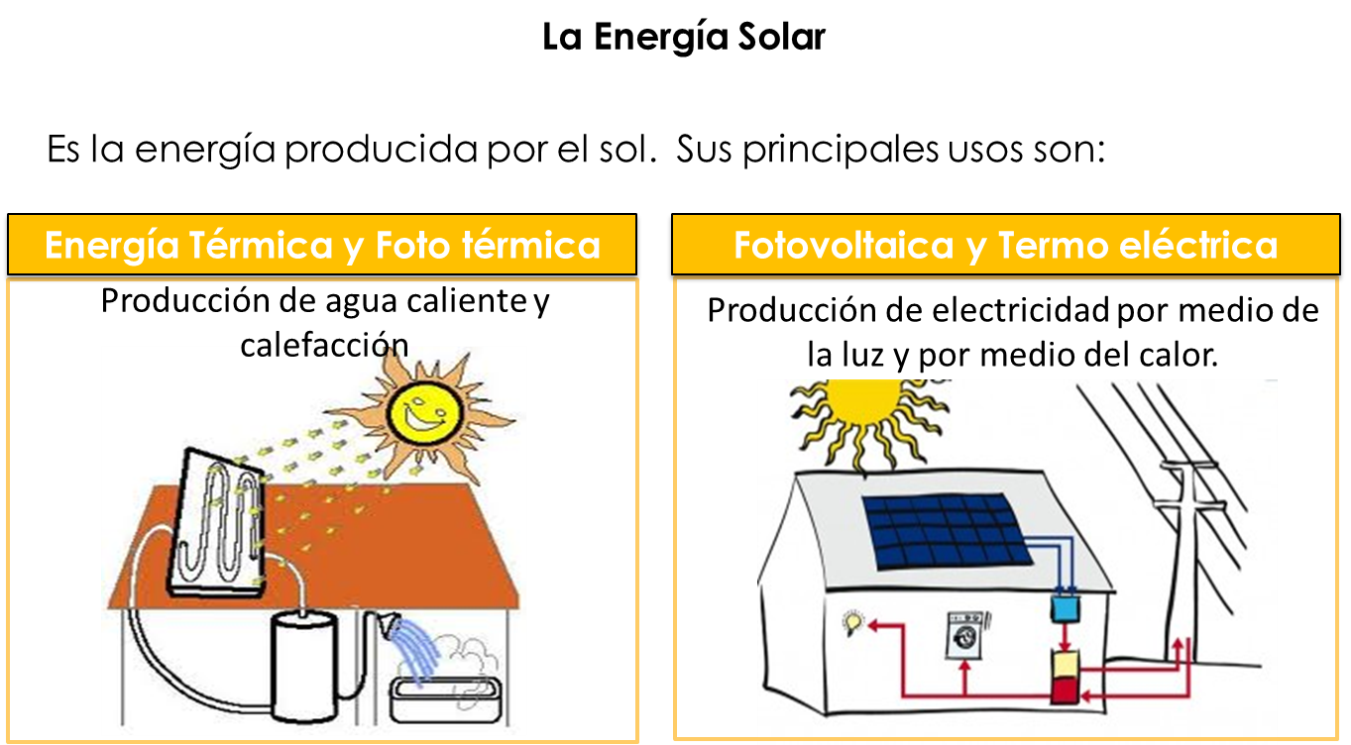 La Energía Solar
Es la energía producida por el sol. Sus principales usos son:
Energía Térmica y Foto térmica
Producción de agua caliente y
calefacción
Fotovoltaica y Termo eléctrica
Producción de electricidad por medio de
la luz y por medio del calor.